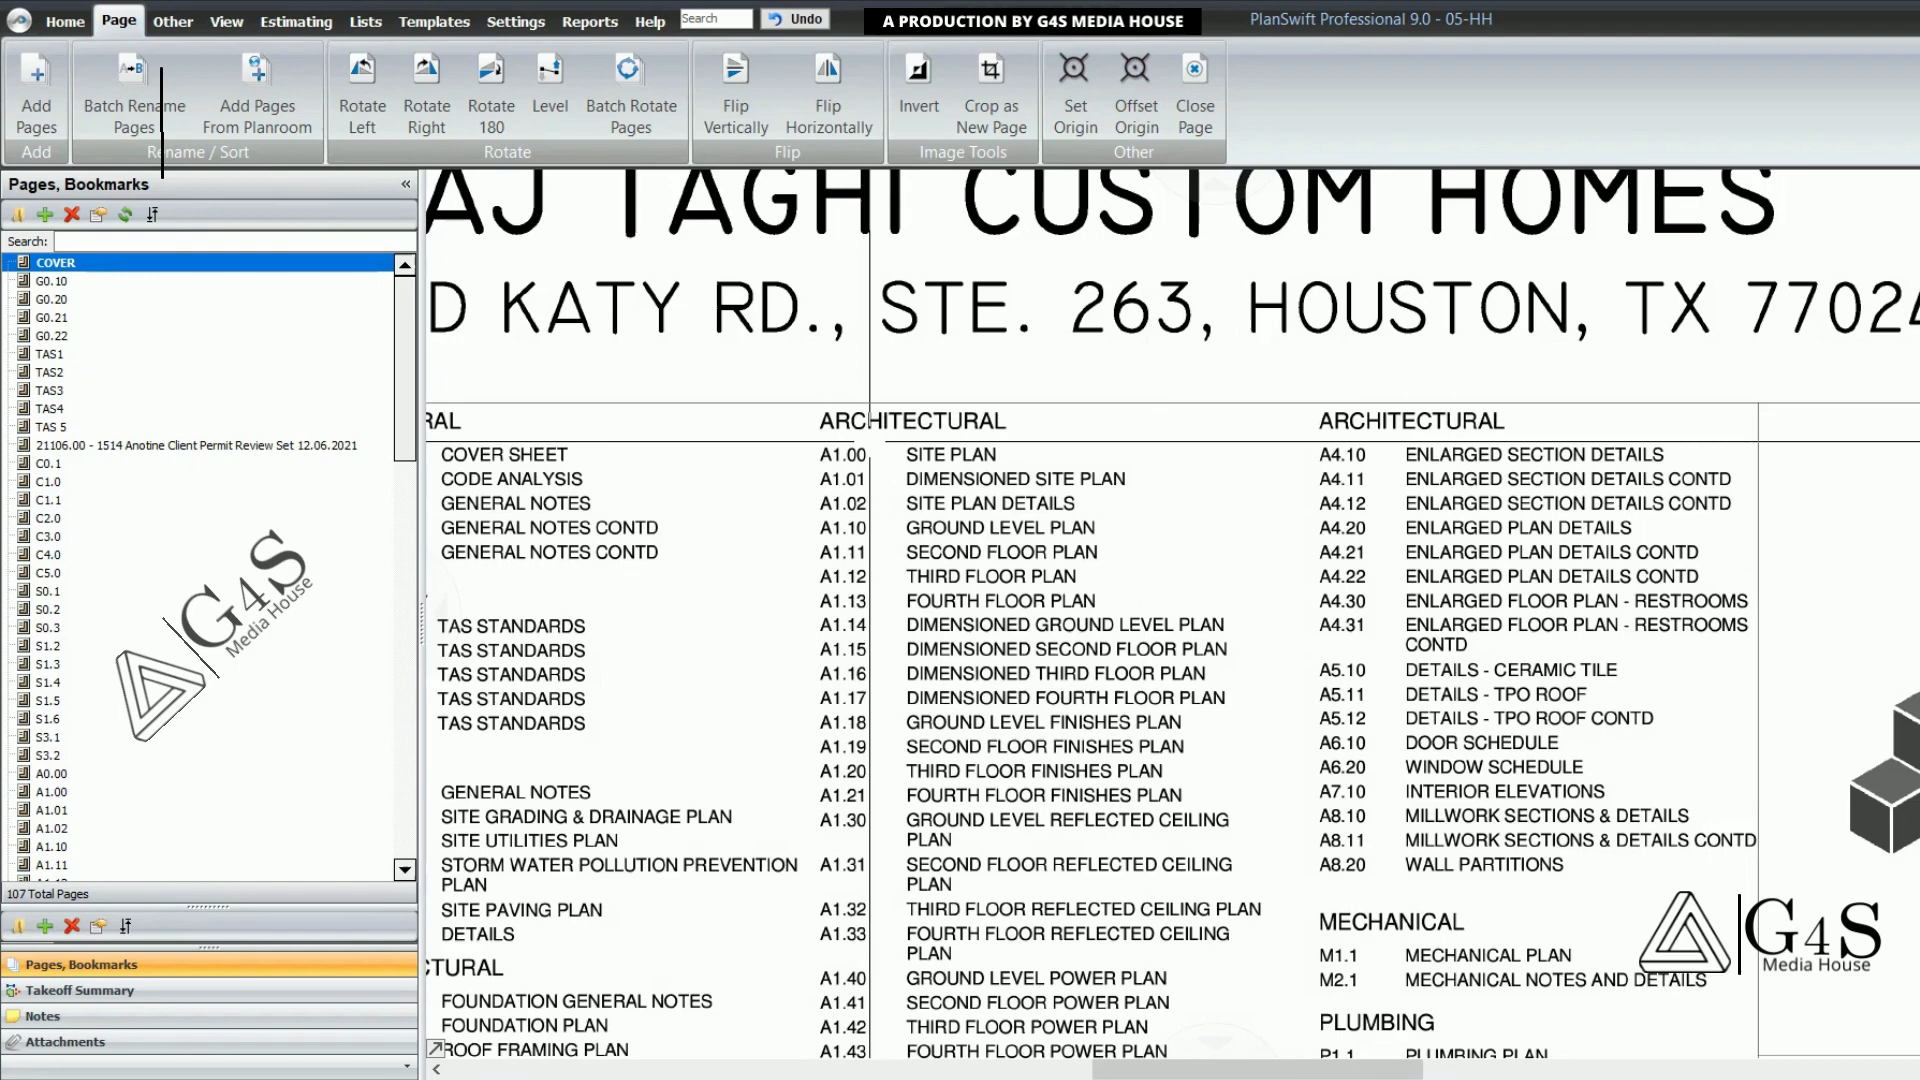 Home Page Other View Estimating Lists Templates Settings Reports Help Search Undo
A PRODUCTION BY G4S MEDIA HOUSE
PlanSwift Professional 9.0 - 05-HH
Add Pages
Batch Rename Pages
Add Pages From Planroom
Rotate Left
Rotate Right
Rotate 180
Level
Batch Rotate Pages
Flip Vertically
Flip Horizontally
Invert
Crop as New Page
Set Origin
Offset Origin
Close Page
Add
Rename / Sort
Rotate
Flip
Image Tools
Other
Pages, Bookmarks
Search:
COVER
G0.10
G0.20
G0.21
G0.22
TAS1
TAS2
TAS3
TAS4
TAS 5
21106.00 - 1514 Anotine Client Permit Review Set 12.06.2021
C0.1
C1.0
C1.1
C2.0
C3.0
C4.0
C5.0
S0.1
S0.2
S0.3
S1.2
S1.3
S1.4
S1.5
S1.6
S3.1
S3.2
A0.00
A1.00
A1.01
A1.02
A1.10
A1.11
107 Total Pages
Pages, Bookmarks
Takeoff Summary
Notes
Attachments
G4S
Media House
AJ TAGHI CUSTOM HOMES
D KATY RD., STE. 263, HOUSTON, TX 77024
RAL
COVER SHEET
CODE ANALYSIS
GENERAL NOTES
GENERAL NOTES CONTD
GENERAL NOTES CONTD
TAS STANDARDS
TAS STANDARDS
TAS STANDARDS
TAS STANDARDS
TAS STANDARDS
GENERAL NOTES
SITE GRADING & DRAINAGE PLAN
SITE UTILITIES PLAN
STORM WATER POLLUTION PREVENTION
PLAN
SITE PAVING PLAN
DETAILS
CTURAL
FOUNDATION GENERAL NOTES
FOUNDATION PLAN
ROOF FRAMING PLAN
ARCHITECTURAL
A1.00 SITE PLAN
A1.01 DIMENSIONED SITE PLAN
A1.02 SITE PLAN DETAILS
A1.10 GROUND LEVEL PLAN
A1.11 SECOND FLOOR PLAN
A1.12 THIRD FLOOR PLAN
A1.13 FOURTH FLOOR PLAN
A1.14 DIMENSIONED GROUND LEVEL PLAN
A1.15 DIMENSIONED SECOND FLOOR PLAN
A1.16 DIMENSIONED THIRD FLOOR PLAN
A1.17 DIMENSIONED FOURTH FLOOR PLAN
A1.18 GROUND LEVEL FINISHES PLAN
A1.19 SECOND FLOOR FINISHES PLAN
A1.20 THIRD FLOOR FINISHES PLAN
A1.21 FOURTH FLOOR FINISHES PLAN
A1.30 GROUND LEVEL REFLECTED CEILING
PLAN
A1.31 SECOND FLOOR REFLECTED CEILING
PLAN
A1.32 THIRD FLOOR REFLECTED CEILING PLAN
A1.33 FOURTH FLOOR REFLECTED CEILING
PLAN
A1.40 GROUND LEVEL POWER PLAN
A1.41 SECOND FLOOR POWER PLAN
A1.42 THIRD FLOOR POWER PLAN
A1.43 FOURTH FLOOR POWER PLAN
ARCHITECTURAL
A4.10 ENLARGED SECTION DETAILS
A4.11 ENLARGED SECTION DETAILS CONTD
A4.12 ENLARGED SECTION DETAILS CONTD
A4.20 ENLARGED PLAN DETAILS
A4.21 ENLARGED PLAN DETAILS CONTD
A4.22 ENLARGED PLAN DETAILS CONTD
A4.30 ENLARGED FLOOR PLAN - RESTROOMS
A4.31 ENLARGED FLOOR PLAN - RESTROOMS
CONTD
A5.10 DETAILS - CERAMIC TILE
A5.11 DETAILS - TPO ROOF
A5.12 DETAILS - TPO ROOF CONTD
A6.10 DOOR SCHEDULE
A6.20 WINDOW SCHEDULE
A7.10 INTERIOR ELEVATIONS
A8.10 MILLWORK SECTIONS & DETAILS
A8.11 MILLWORK SECTIONS & DETAILS CONTD
A8.20 WALL PARTITIONS
MECHANICAL
M1.1 MECHANICAL PLAN
M2.1 MECHANICAL NOTES AND DETAILS
PLUMBING
P1.1 PLUMBING PLAN
G4S
Media House